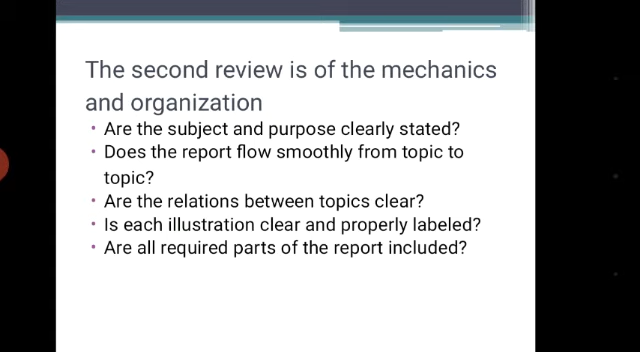 The second review is of the mechanics
and organization
• Are the subject and purpose clearly stated?
• Does the report flow smoothly from topic to
topic?
• Are the relations between topics clear?
• Is each illustration clear and properly labeled?
• Are all required parts of the report included?